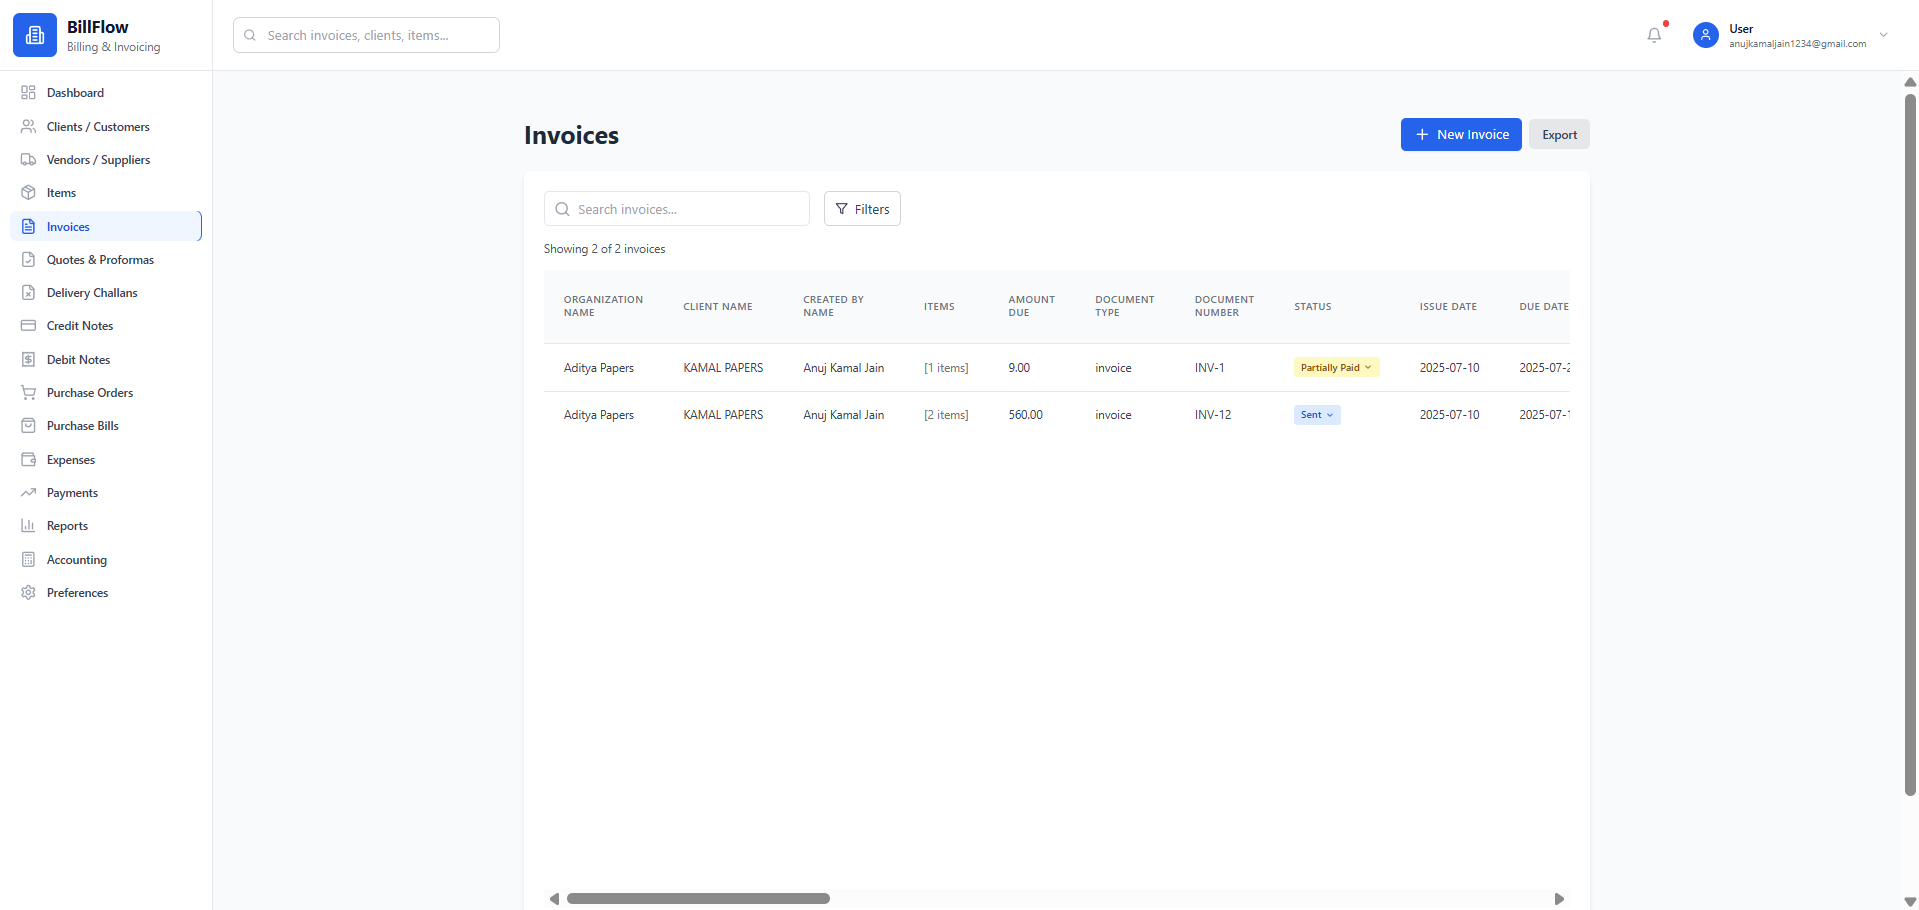 BillFlow
Billing & Invoicing
Search invoices, clients, items...
User
anujkamaljain1234@gmail.com
Dashboard
Clients / Customers
Vendors / Suppliers
Items
Invoices
Quotes & Proformas
Delivery Challans
Credit Notes
Debit Notes
Purchase Orders
Purchase Bills
Expenses
Payments
Reports
Accounting
Preferences
Invoices
New Invoice
Export
Search invoices...
Filters
Showing 2 of 2 invoices
ORGANIZATION NAME CLIENT NAME CREATED BY NAME ITEMS AMOUNT DUE DOCUMENT TYPE DOCUMENT NUMBER STATUS ISSUE DATE DUE DATE
Aditya Papers KAMAL PAPERS Anuj Kamal Jain [1 items] 9.00 invoice INV-1 Partially Paid 2025-07-10 2025-07-2
Aditya Papers KAMAL PAPERS Anuj Kamal Jain [2 items] 560.00 invoice INV-12 Sent 2025-07-10 2025-07-1